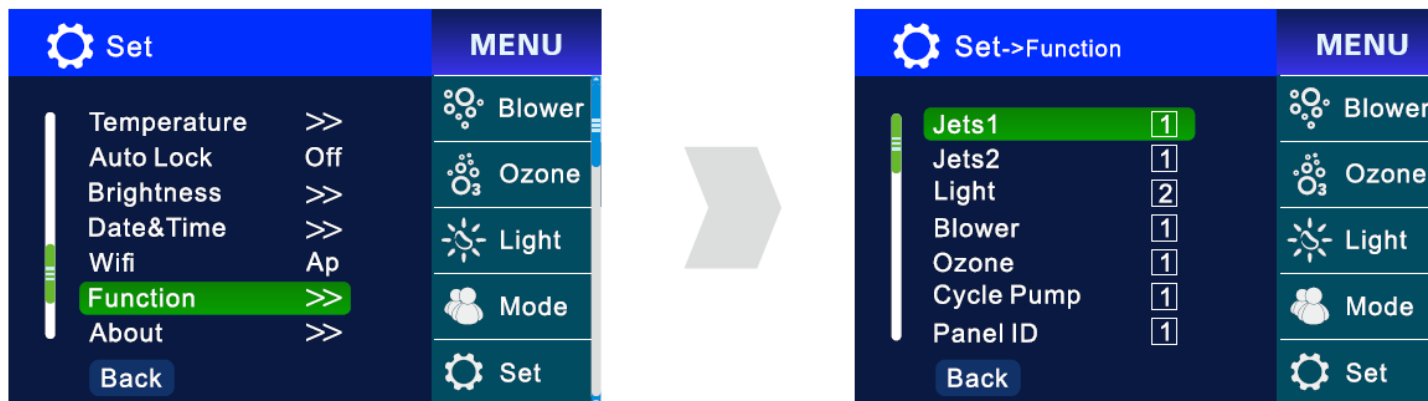 Set
MENU
Temperature >>
Auto Lock Off
Brightness >>
Date&Time >>
Wifi Ap
Function >>
About >>
Back
Blower
O3 Ozone
Light
Mode
Set
Set->Function
MENU
Jets1 1
Jets2 1
Light 2
Blower 1
Ozone 1
Cycle Pump 1
Panel ID 1
Back
Blower
O3 Ozone
Light
Mode
Set